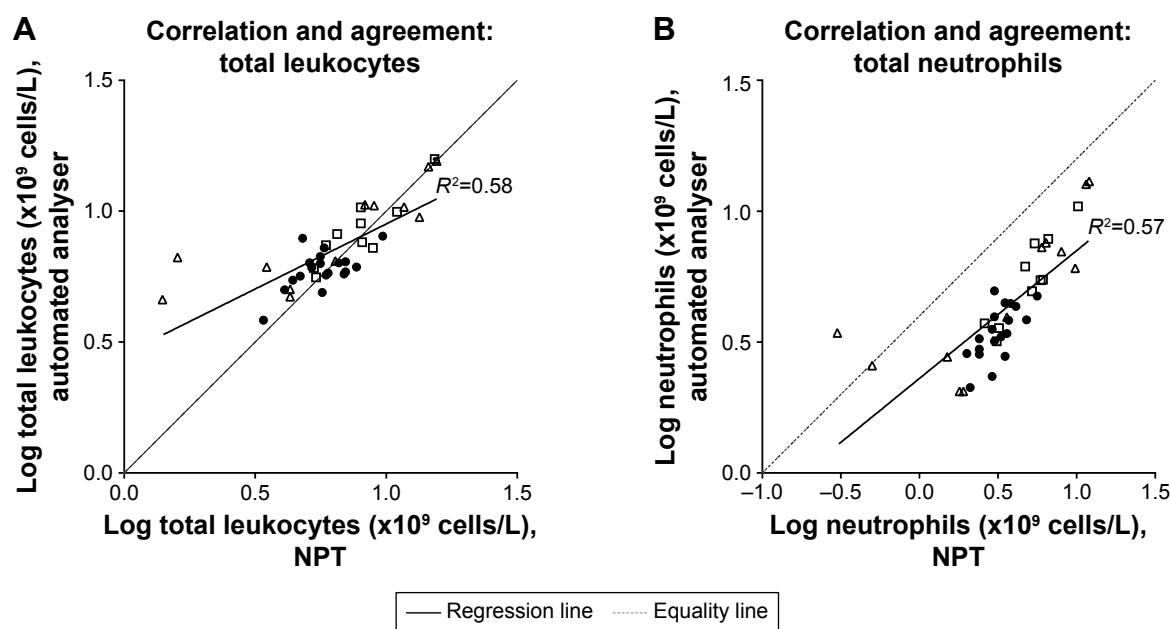 A
Correlation and agreement:
total leukocytes
Log total leukocytes (x10⁹ cells/L),
automated analyser
1.5
1.0
0.5
0.0
R²=0.58
0.0 0.5 1.0 1.5
Log total leukocytes (x10⁹ cells/L),
NPT
B
Correlation and agreement:
total neutrophils
Log neutrophils (x10⁹ cells/L),
automated analyser
1.5
1.0
0.5
0.0
R²=0.57
–1.0 –0.5 0.0 0.5 1.0 1.5
Log neutrophils (x10⁹ cells/L),
NPT
Regression line Equality line